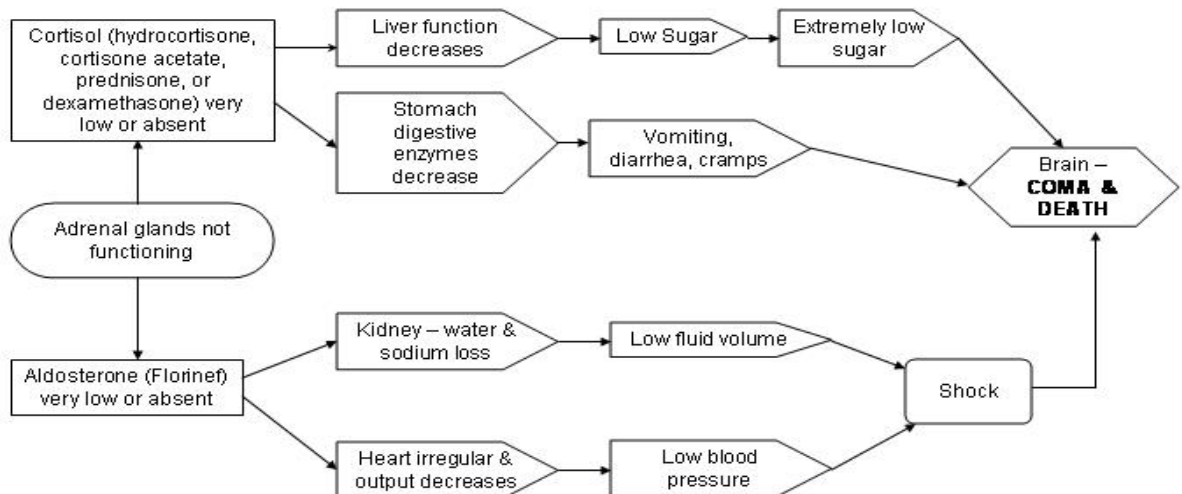 Cortisol (hydrocortisone,
cortisone acetate,
prednisone, or
dexamethasone) very
low or absent
Liver function
decreases
Low Sugar
Extremely low
sugar
Stomach
digestive
enzymes
decrease
Vomiting,
diarrhea, cramps
Brain –
COMA &
DEATH
Adrenal glands not
functioning
Kidney – water &
sodium loss
Low fluid volume
Aldosterone (Florinef)
very low or absent
Shock
Heart irregular &
output decreases
Low blood
pressure